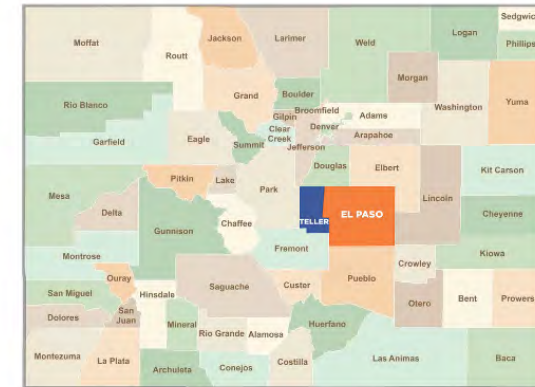 Moffat
Routt
Jackson
Larimer
Weld
Logan
Sedgwic
Phillips
Rio Blanco
Grand
Boulder
Morgan
Washington
Yuma
Garfield
Eagle
Summit
Gilpin
Clear
Creek
Broomfield
Denver
Jefferson
Adams
Arapahoe
Mesa
Pitkin
Lake
Park
Douglas
Elbert
Lincoln
Kit Carson
Delta
Gunnison
Chaffee
TELLER
EL PASO
Cheyenne
Montrose
Fremont
Kiowa
Ouray
San Miguel
Hinsdale
Saguache
Custer
Pueblo
Crowley
Otero
Bent
Prowers
Dolores
San
Juan
Mineral
Rio Grande
Alamosa
Huerfano
Montezuma
La Plata
Archuleta
Conejos
Costilla
Las Animas
Baca